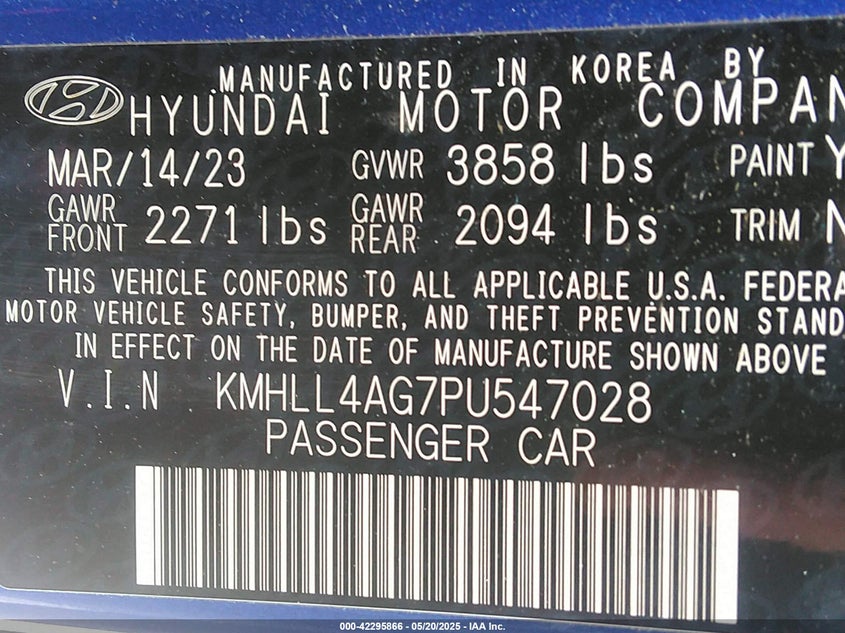 MANUFACTURED IN KOREA BY
HYUNDAI MOTOR COMPAN
MAR/14/23 GVWR 3858 lbs PAINT Y
GAWR FRONT 2271 lbs GAWR REAR 2094 lbs TRIM N
THIS VEHICLE CONFORMS TO ALL APPLICABLE U.S.A. FEDERA
MOTOR VEHICLE SAFETY, BUMPER, AND THEFT PREVENTION STAND
IN EFFECT ON THE DATE OF MANUFACTURE SHOWN ABOVE
V.I.N KMHLL4AG7PU547028
PASSENGER CAR
000-42295866 - 05/20/2025 - IAA Inc.